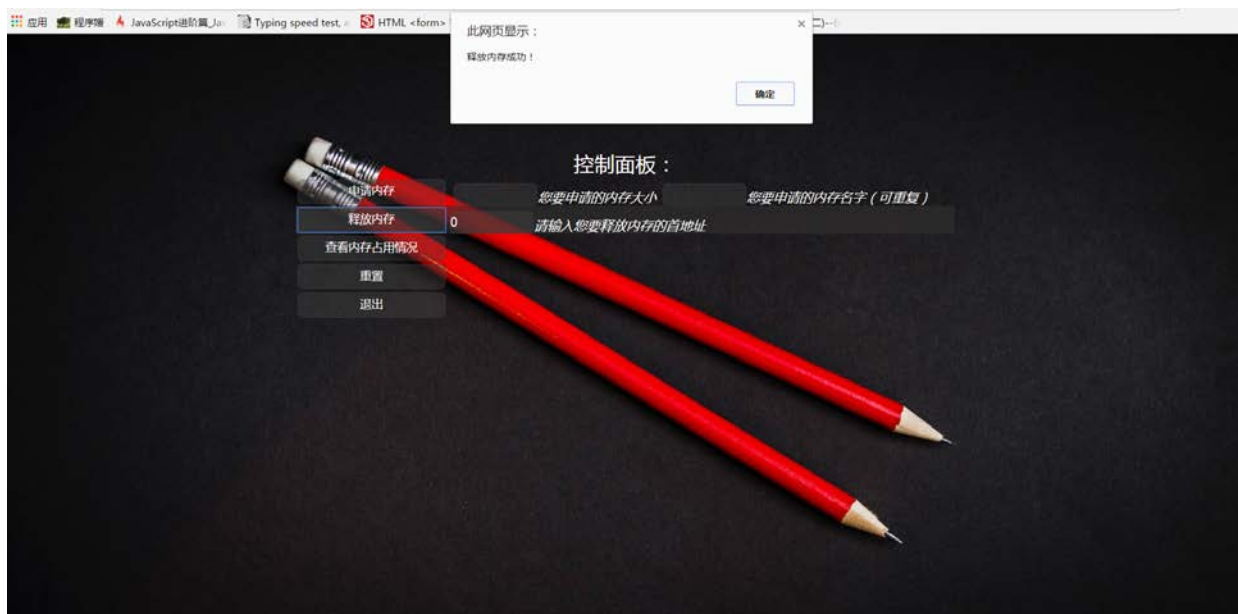 应用 程序媛 JavaScript进阶篇_Ja Typing speed test, a HTML <form> 二)--
此网页显示：
释放内存成功！
确定
控制面板：
申请内存 您要申请的内存大小 您要申请的内存名字（可重复）
释放内存 0 请输入您要释放内存的首地址
查看内存占用情况
重置
退出